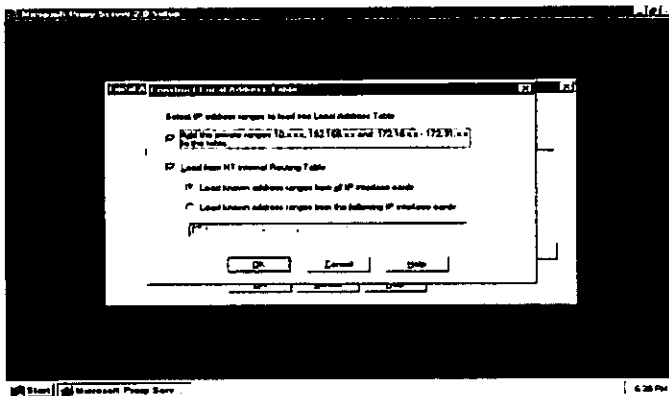 Microsoft Proxy Server 2.0 Setup
Construct Local Address Table
Select IP address ranges to load into Local Address Table
Add the private ranges 10.x.x.x, 192.168.x.x and 172.16.x.x - 172.31.x.x
to the table.
Load from NT internal Routing Table
Load known address ranges from all IP interface cards
Load known address ranges from the following IP interface cards
OK
Cancel
Help
Start
Microsoft Proxy Serv...
6:28 PM